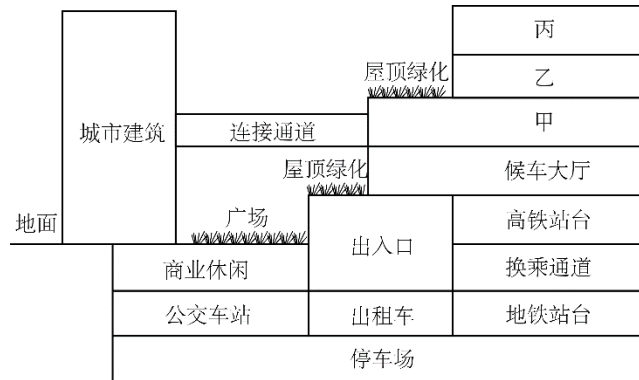 丙
屋顶绿化
乙
城市建筑
连接通道
甲
屋顶绿化
候车大厅
地面
广场
高铁站台
出入口
商业休闲
换乘通道
公交车站
出租车
地铁站台
停车场